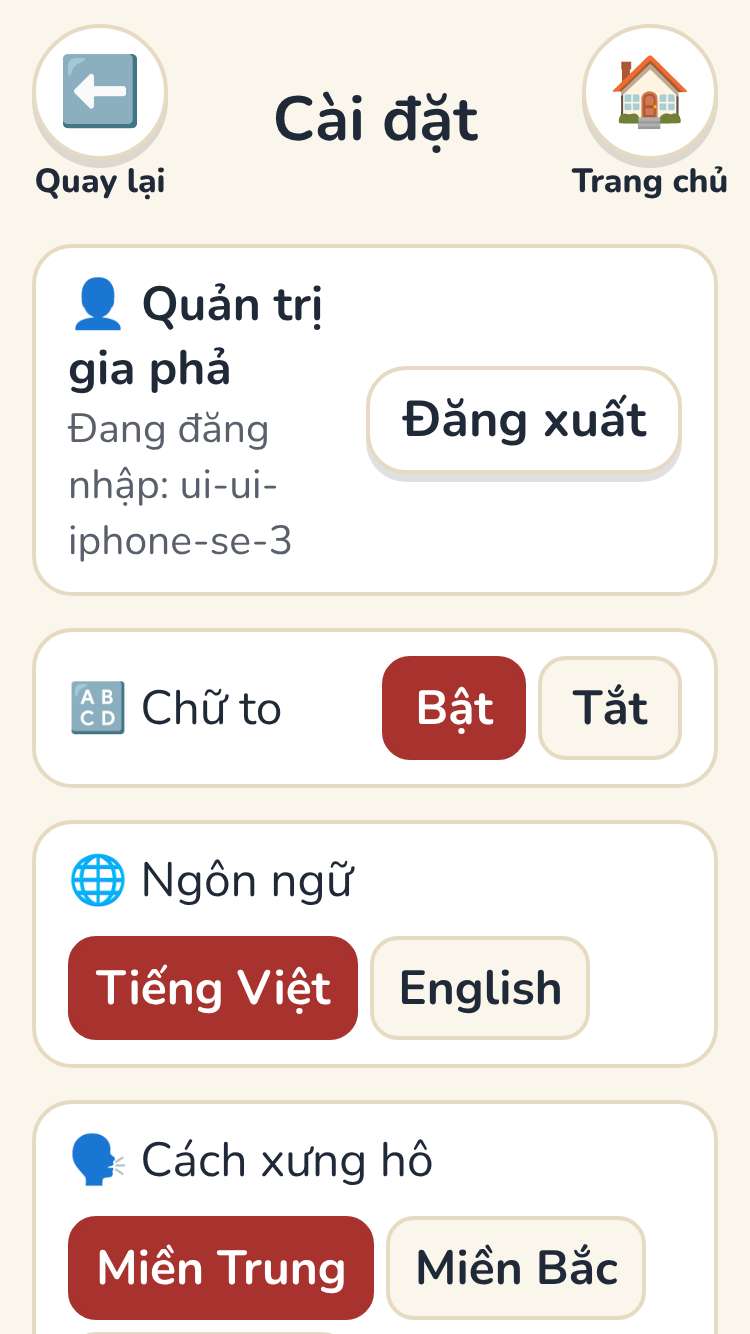 Cài đặt
Quay lại
Trang chủ
Quản trị
gia phả
Đang đăng
nhập: ui-ui-
iphone-se-3
Đăng xuất
ABCD Chữ to
Bật
Tắt
Ngôn ngữ
Tiếng Việt
English
Cách xưng hô
Miền Trung
Miền Bắc